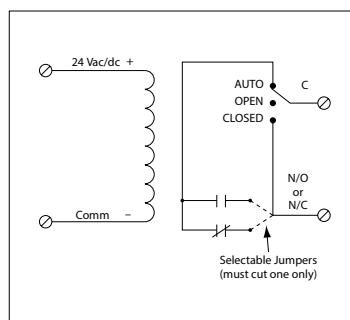 24 Vac/dc +
AUTO
C
OPEN
CLOSED
N/O
or
N/C
Comm −
Selectable Jumpers
(must cut one only)